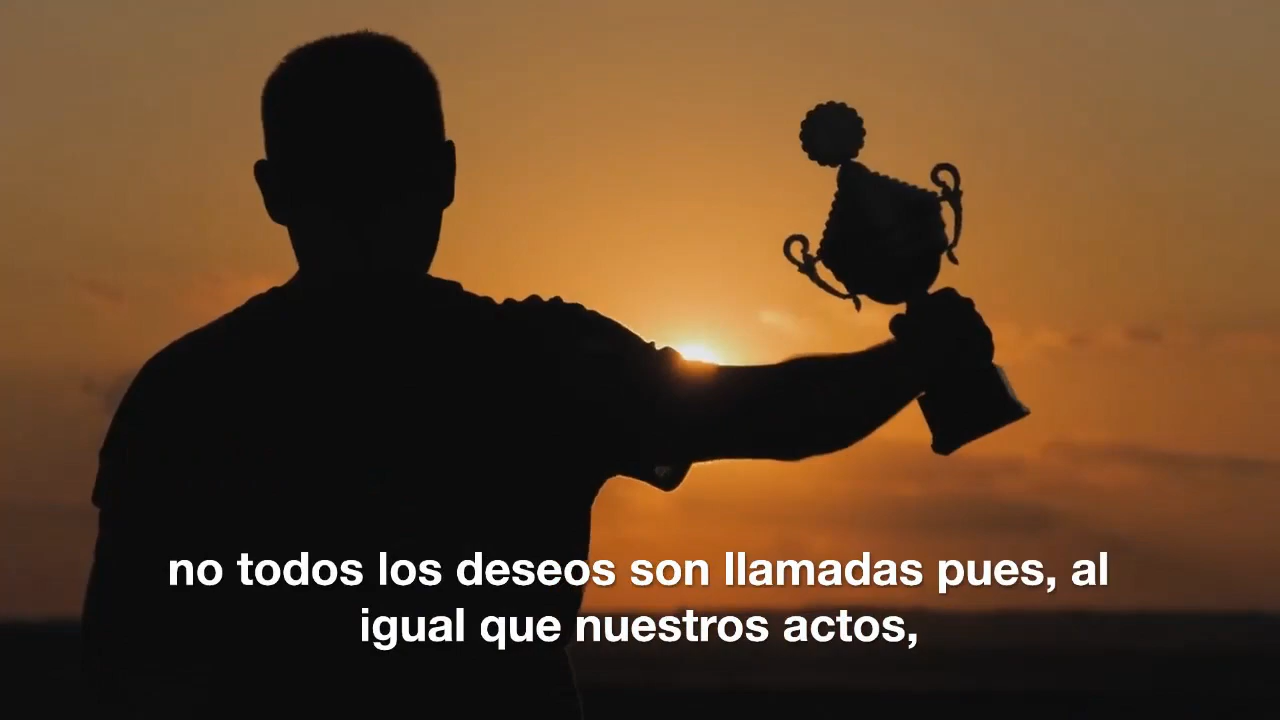 no todos los deseos son llamadas pues, al
igual que nuestros actos,